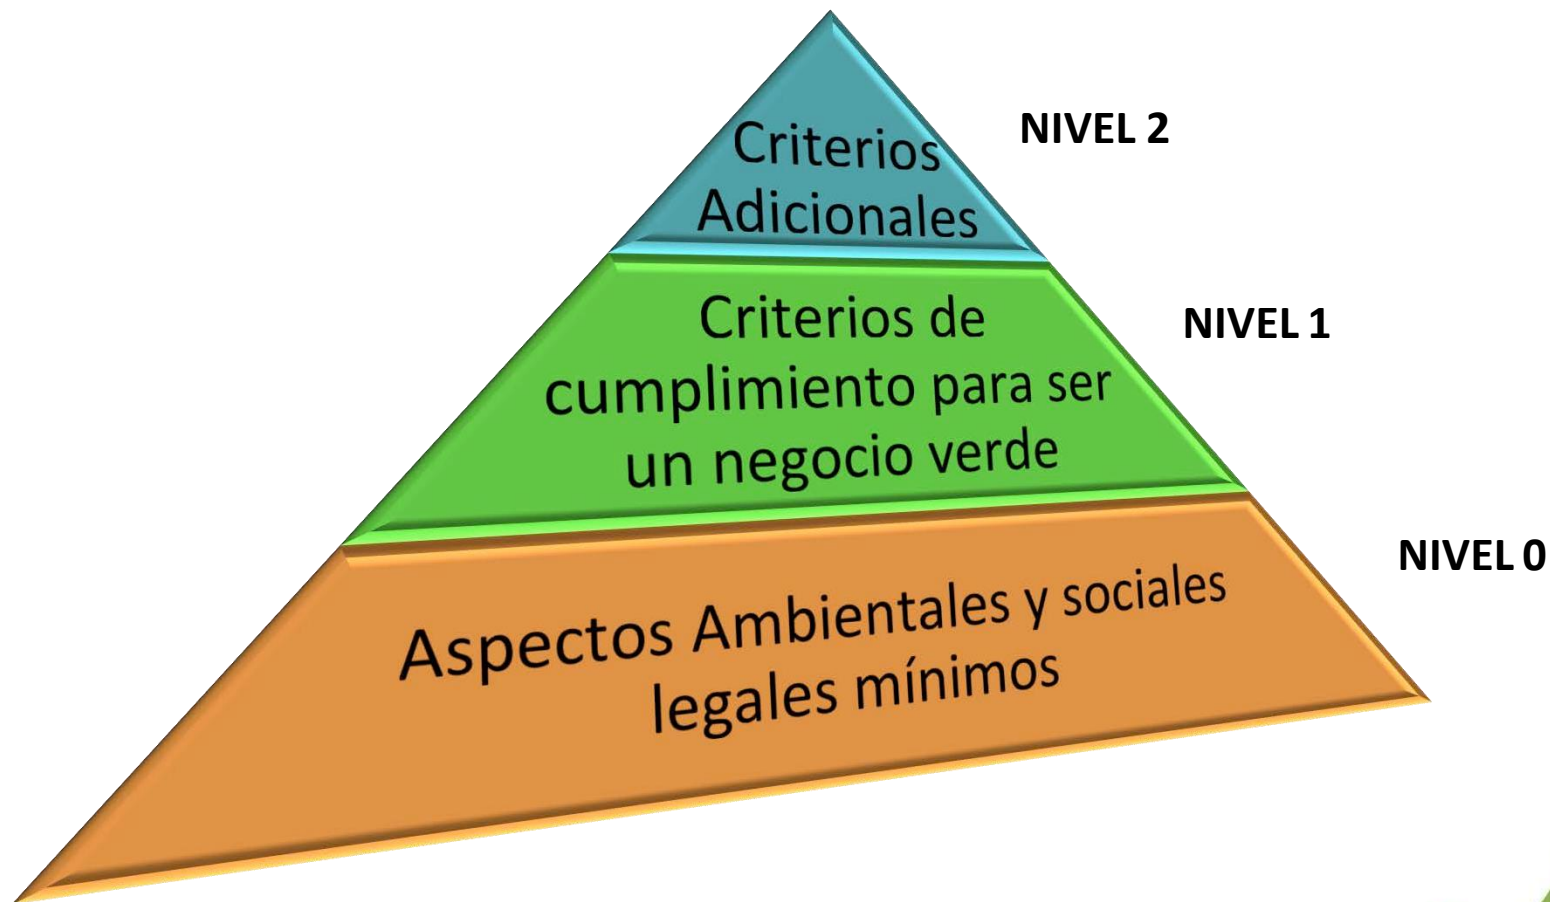 Criterios
Adicionales
NIVEL 2
Criterios de
cumplimiento para ser
un negocio verde
NIVEL 1
Aspectos Ambientales y sociales
legales mínimos
NIVEL 0